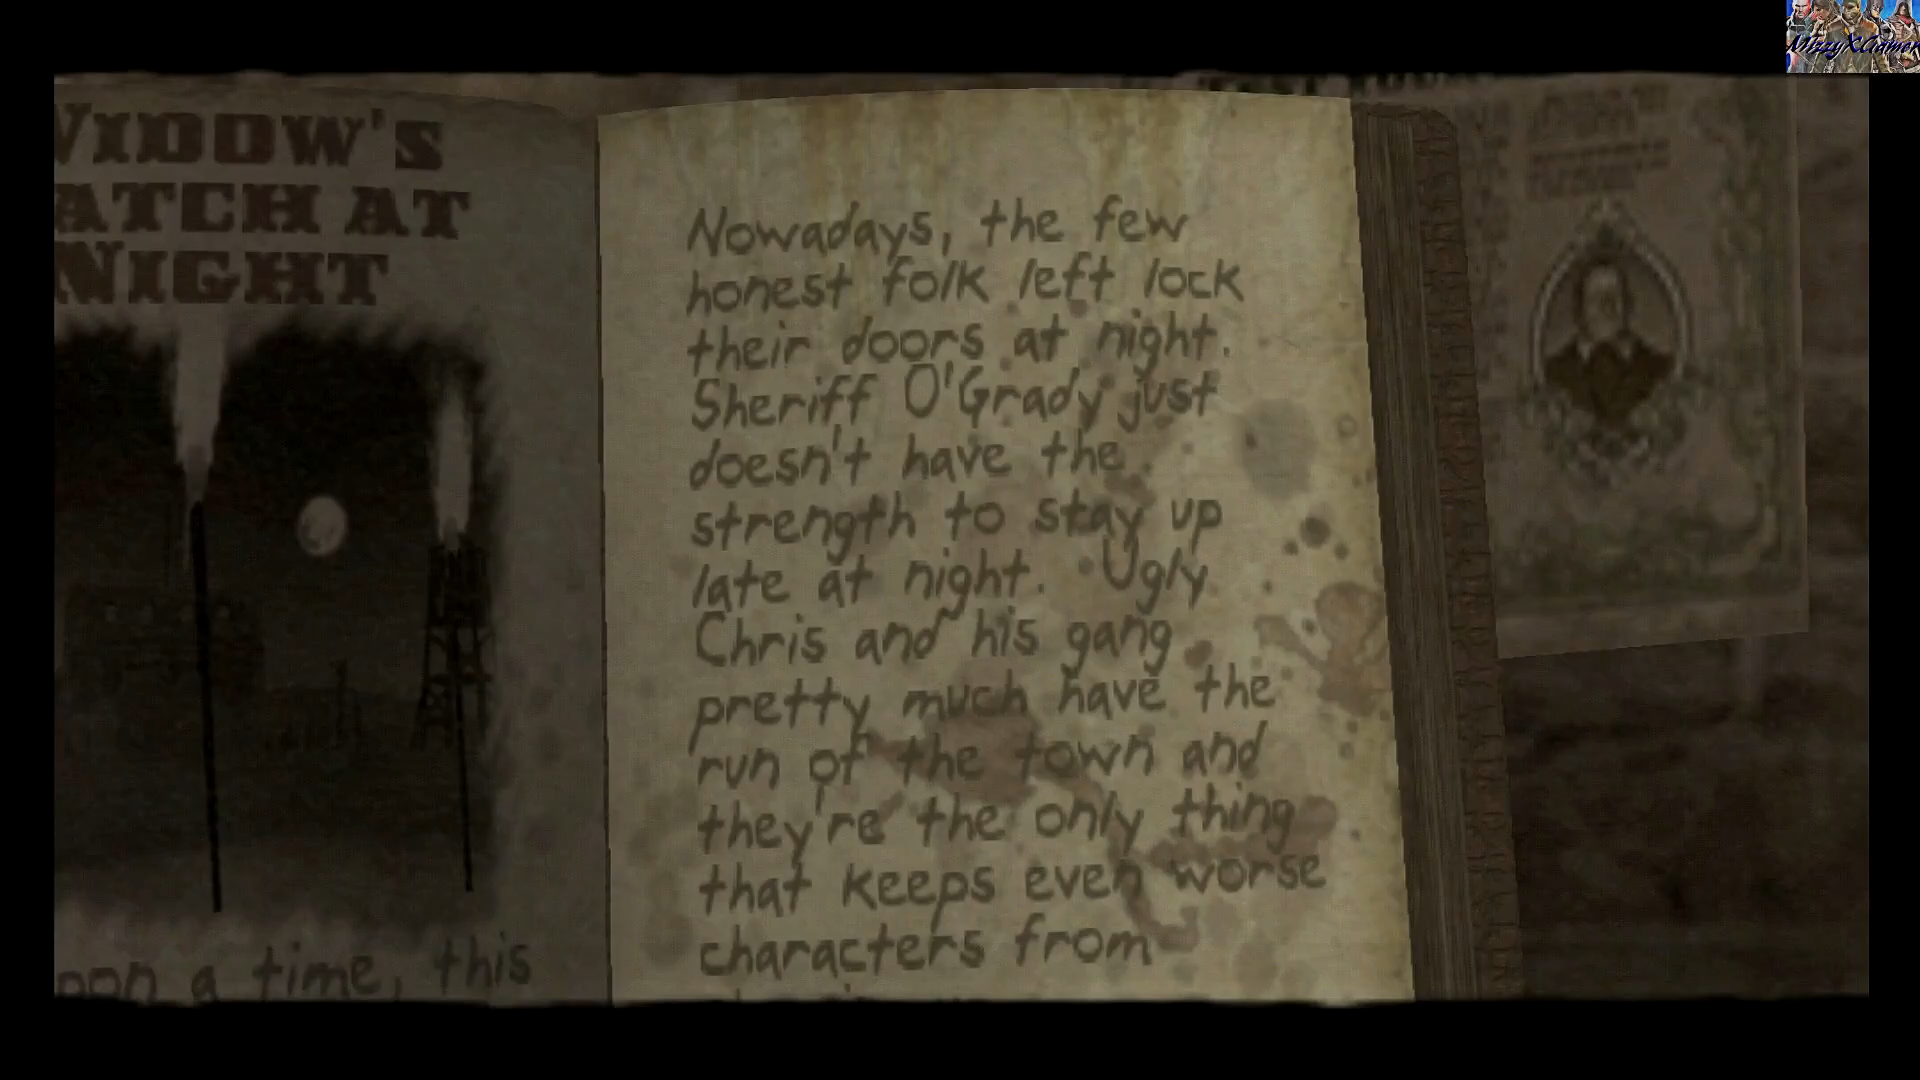 VIDOW'S
ATCH AT
NIGHT
pon a time, this
Nowadays, the few
honest folk left lock
their doors at night.
Sheriff O'Grady just
doesn't have the
strength to stay up
late at night. Ugly
Chris and his gang
pretty much have the
run of the town and
they're the only thing
that keeps even worse
characters from
MizzyXGamer